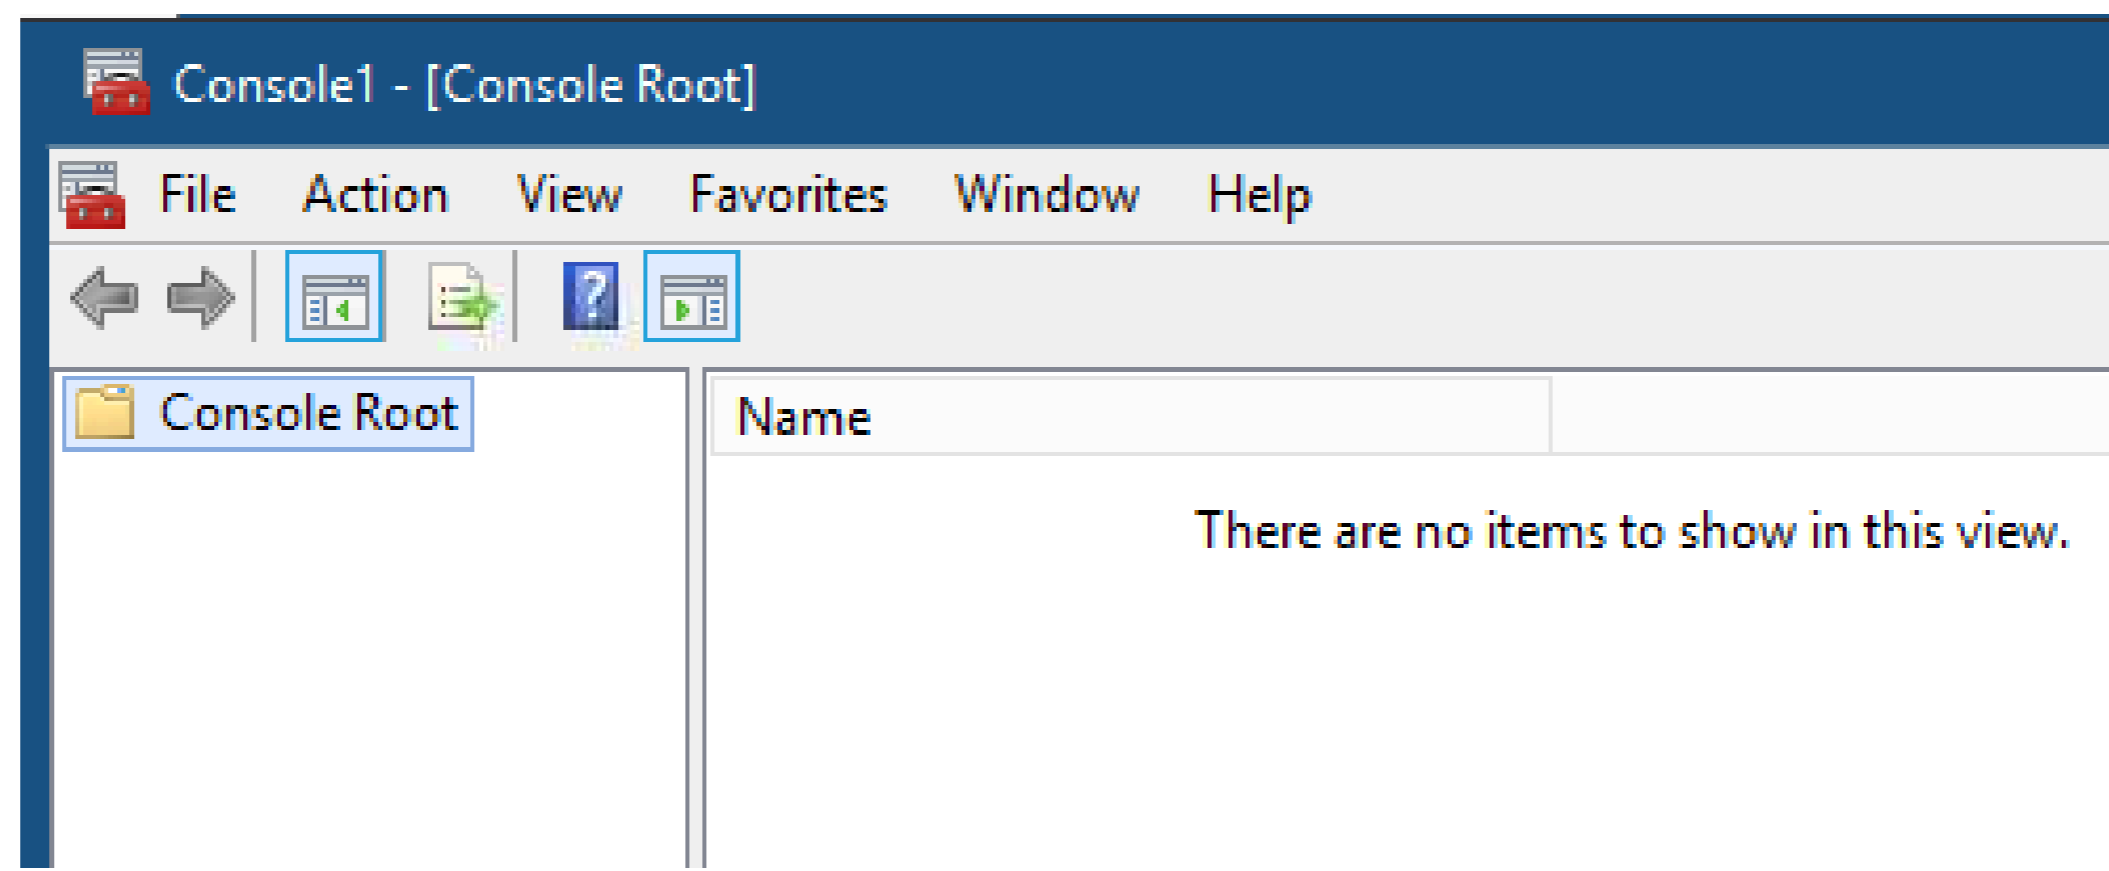 Console1 - [Console Root]
File Action View Favorites Window Help
Console Root
Name
There are no items to show in this view.